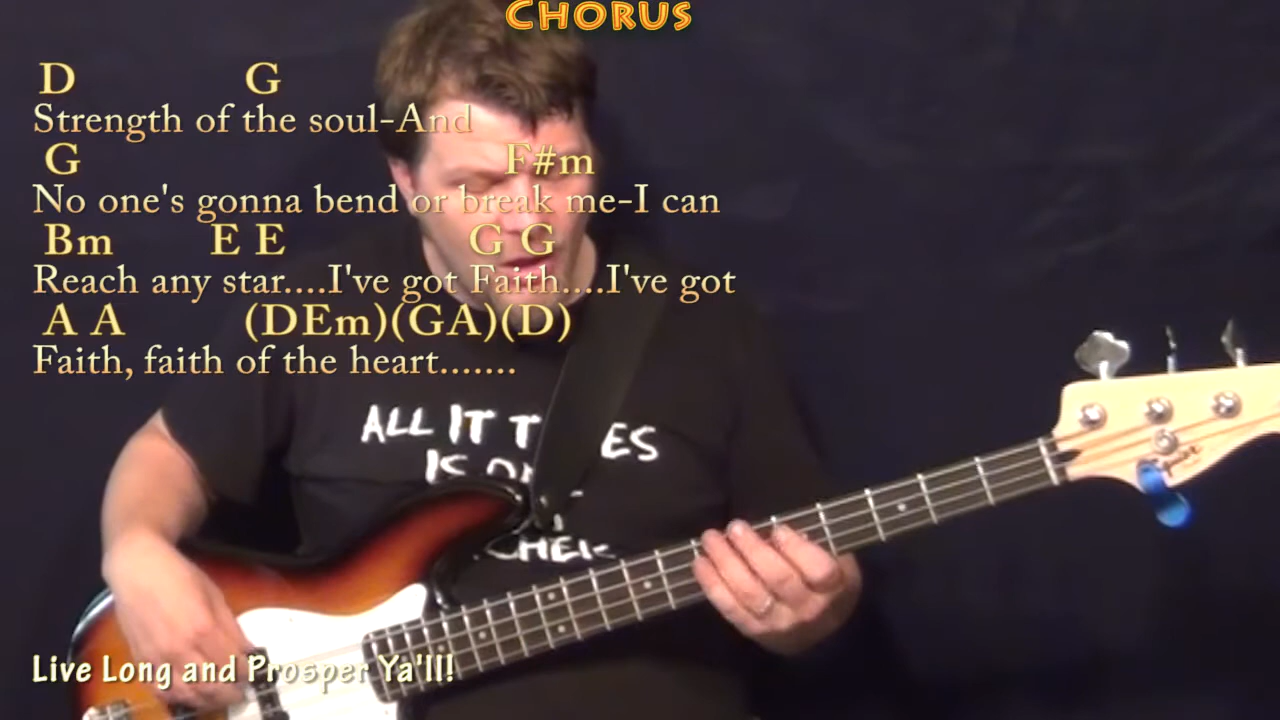 CHORUS
D G
Strength of the soul-And
G F#m
No one's gonna bend or break me-I can
Bm E E G G
Reach any star....I've got Faith....I've got
A A (DEm)(GA)(D)
Faith, faith of the heart.......
ALL IT T ES
IS
Live Long and Prosper Ya'll!